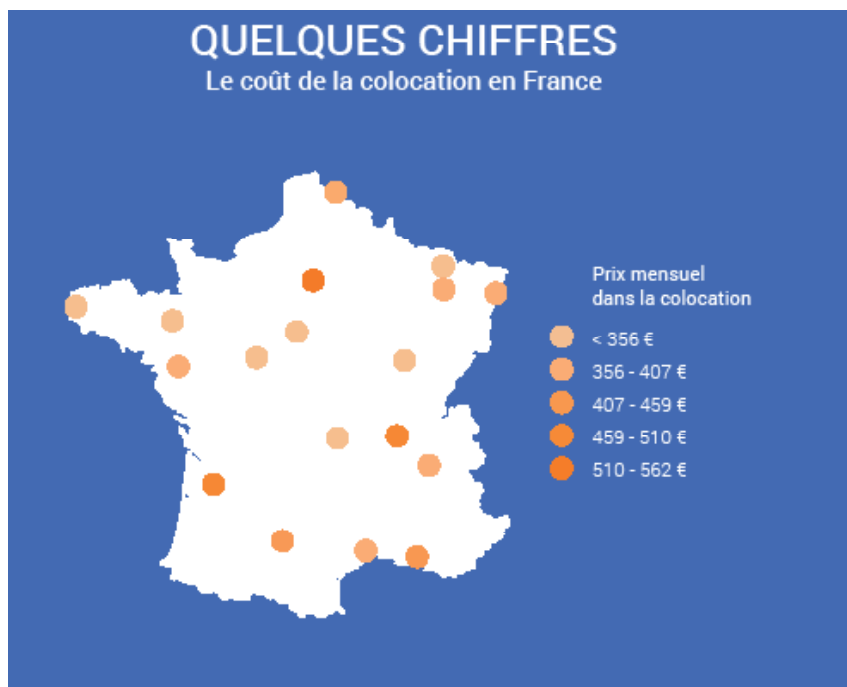 QUELQUES CHIFFRES
Le coût de la colocation en France
Prix mensuel
dans la colocation
< 356 €
356 - 407 €
407 - 459 €
459 - 510 €
510 - 562 €